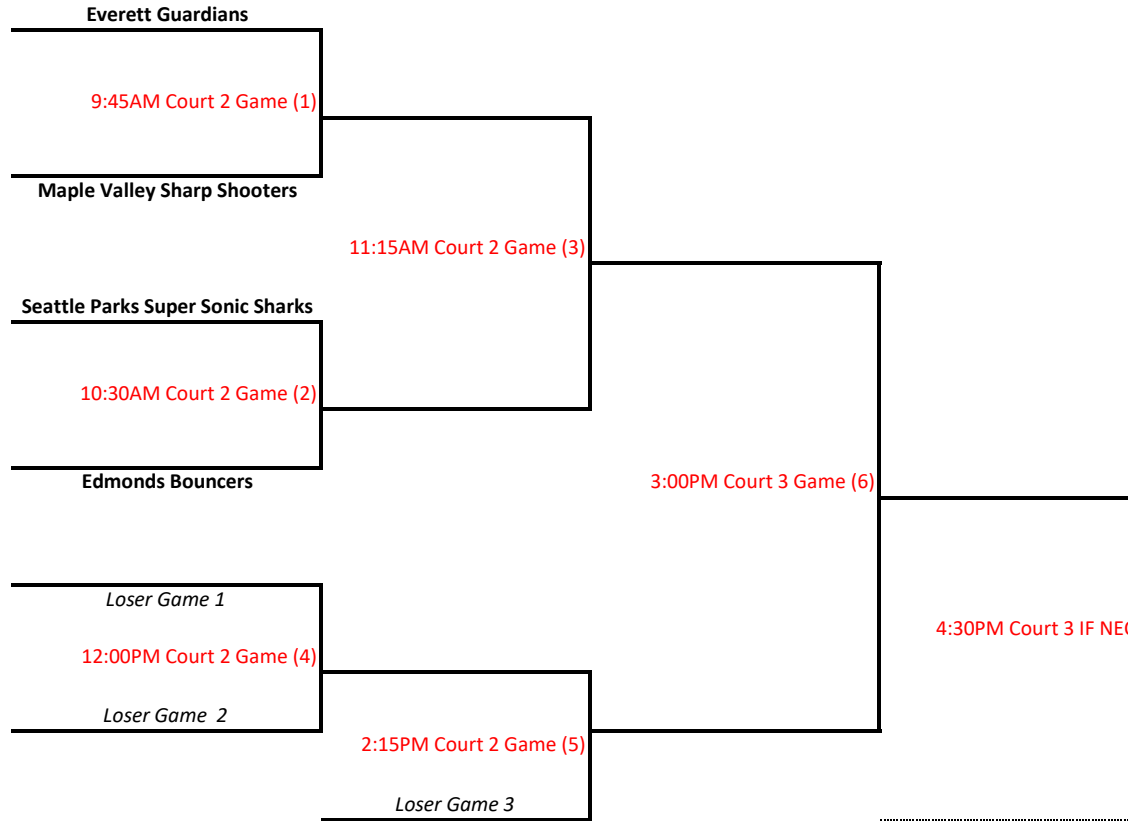 Everett Guardians
9:45AM Court 2 Game (1)
Maple Valley Sharp Shooters
11:15AM Court 2 Game (3)
Seattle Parks Super Sonic Sharks
10:30AM Court 2 Game (2)
Edmonds Bouncers
3:00PM Court 3 Game (6)
Loser Game 1
4:30PM Court 3 IF
12:00PM Court 2 Game (4)
Loser Game 2
2:15PM Court 2 Game (5)
Loser Game 3